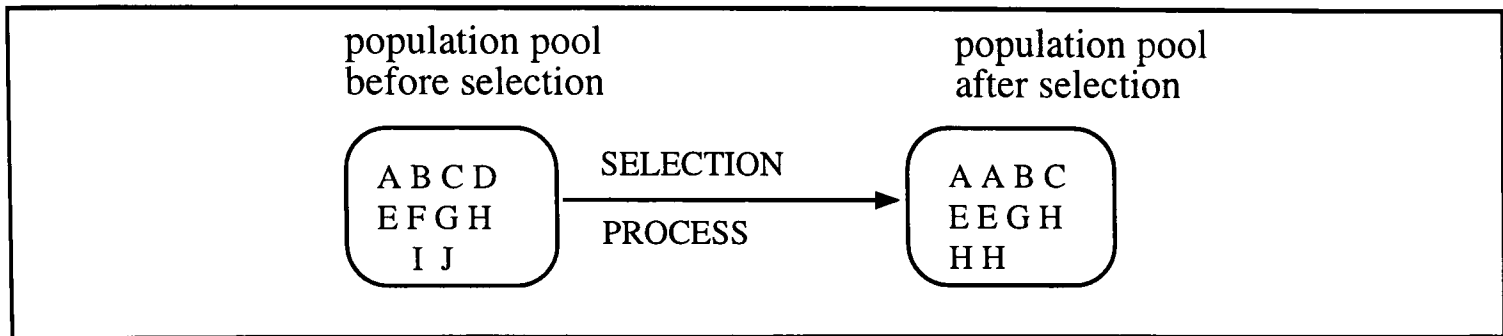 population pool
before selection
population pool
after selection
A B C D
E F G H
I J
SELECTION
PROCESS
A A B C
E E G H
H H